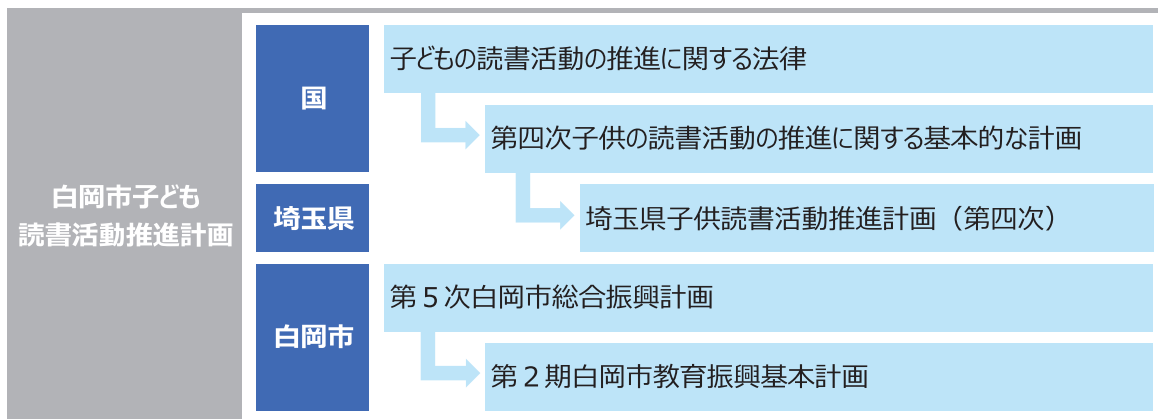 白岡市子ども
読書活動推進計画
国
子どもの読書活動の推進に関する法律
第四次子供の読書活動の推進に関する基本的な計画
埼玉県
埼玉県子供読書活動推進計画（第四次）
白岡市
第５次白岡市総合振興計画
第２期白岡市教育振興基本計画